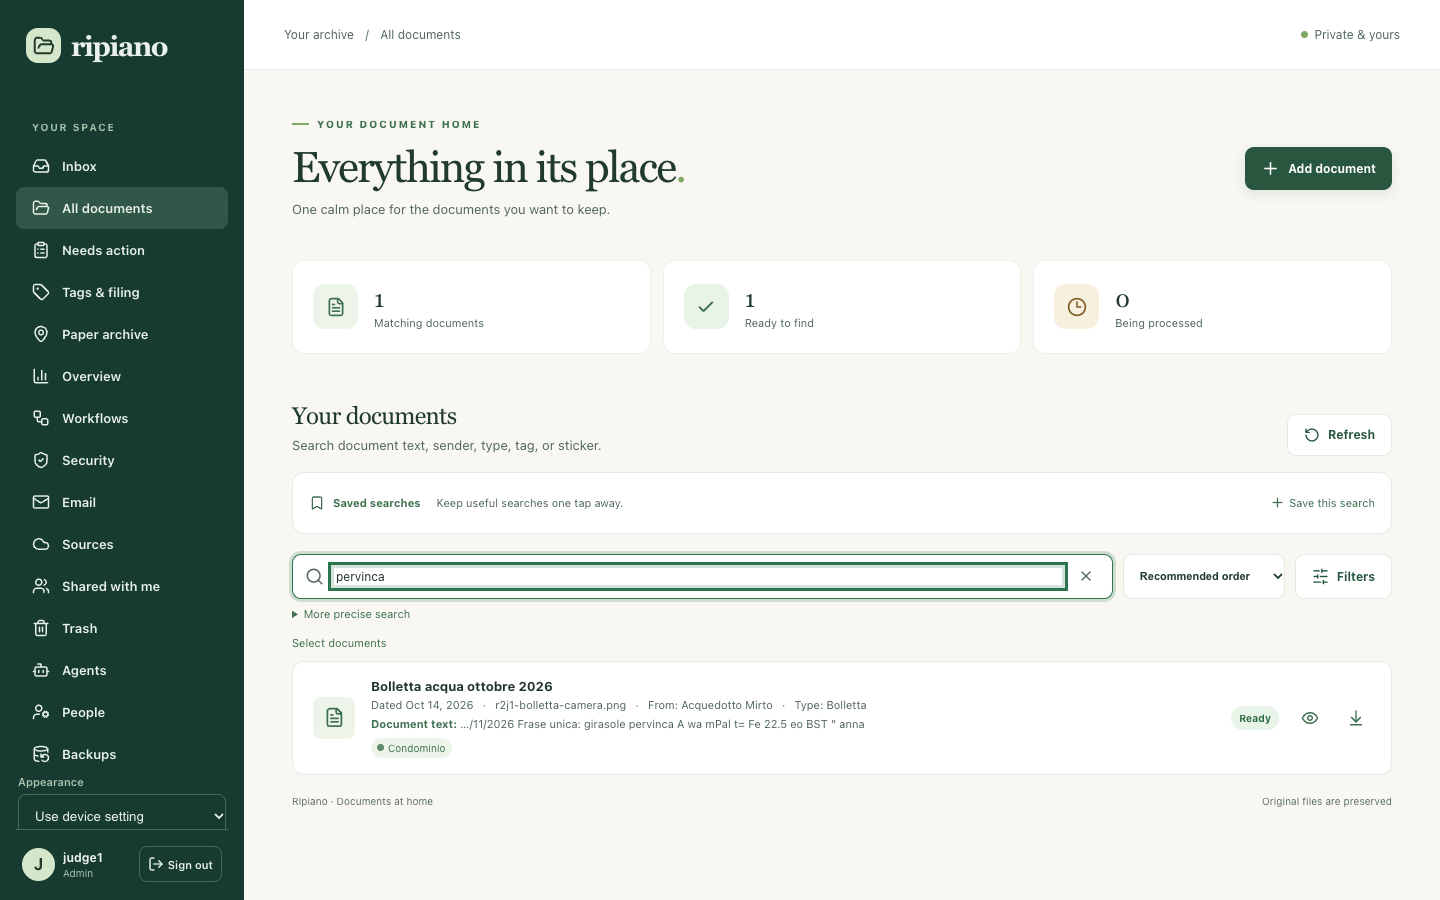 ripiano
Your archive / All documents
Private & yours
YOUR SPACE
Inbox
All documents
Needs action
Tags & filing
Paper archive
Overview
Workflows
Security
Email
Sources
Shared with me
Trash
Agents
People
Backups
Appearance
Use device setting
J
judge1
Admin
Sign out
YOUR DOCUMENT HOME
Everything in its place.
One calm place for the documents you want to keep.
Add document
1
Matching documents
1
Ready to find
0
Being processed
Your documents
Search document text, sender, type, tag, or sticker.
Refresh
Saved searches Keep useful searches one tap away.
Save this search
pervinca
Recommended order
Filters
More precise search
Select documents
Bolletta acqua ottobre 2026
Dated Oct 14, 2026 · r2j1-bolletta-camera.png · From: Acquedotto Mirto · Type: Bolletta
Document text: .../11/2026 Frase unica: girasole pervinca A wa mPal t= Fe 22.5 eo BST " anna
Condominio
Ready
Ripiano · Documents at home
Original files are preserved